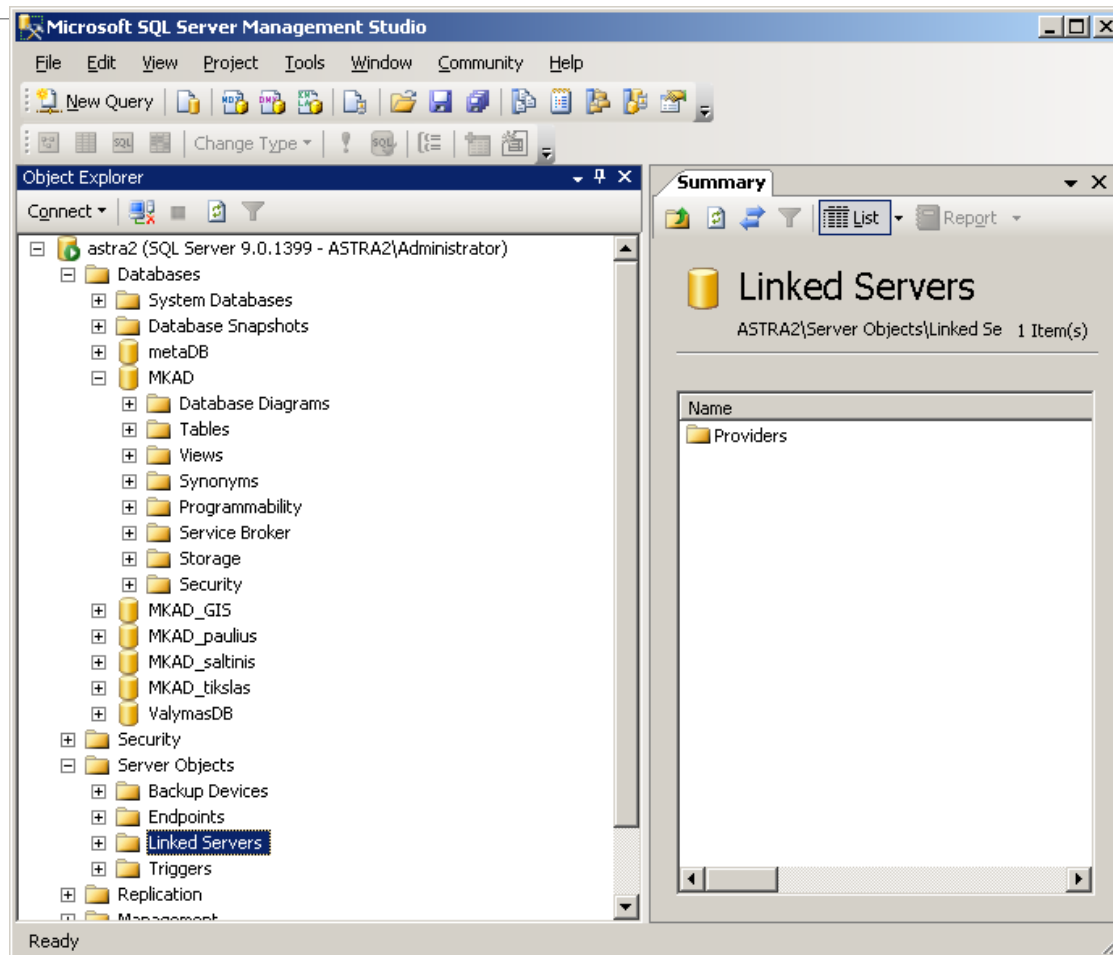 Microsoft SQL Server Management Studio
File Edit View Project Tools Window Community Help
New Query
Change Type
Object Explorer
Connect
astra2 (SQL Server 9.0.1399 - ASTRA2\Administrator)
Databases
System Databases
Database Snapshots
metaDB
MKAD
Database Diagrams
Tables
Views
Synonyms
Programmability
Service Broker
Storage
Security
MKAD_GIS
MKAD_paulius
MKAD_saltinis
MKAD_tikslas
ValymasDB
Security
Server Objects
Backup Devices
Endpoints
Linked Servers
Triggers
Replication
Management
Summary
List Report
Linked Servers
ASTRA2\Server Objects\Linked Se 1 Item(s)
Name
Providers
Ready